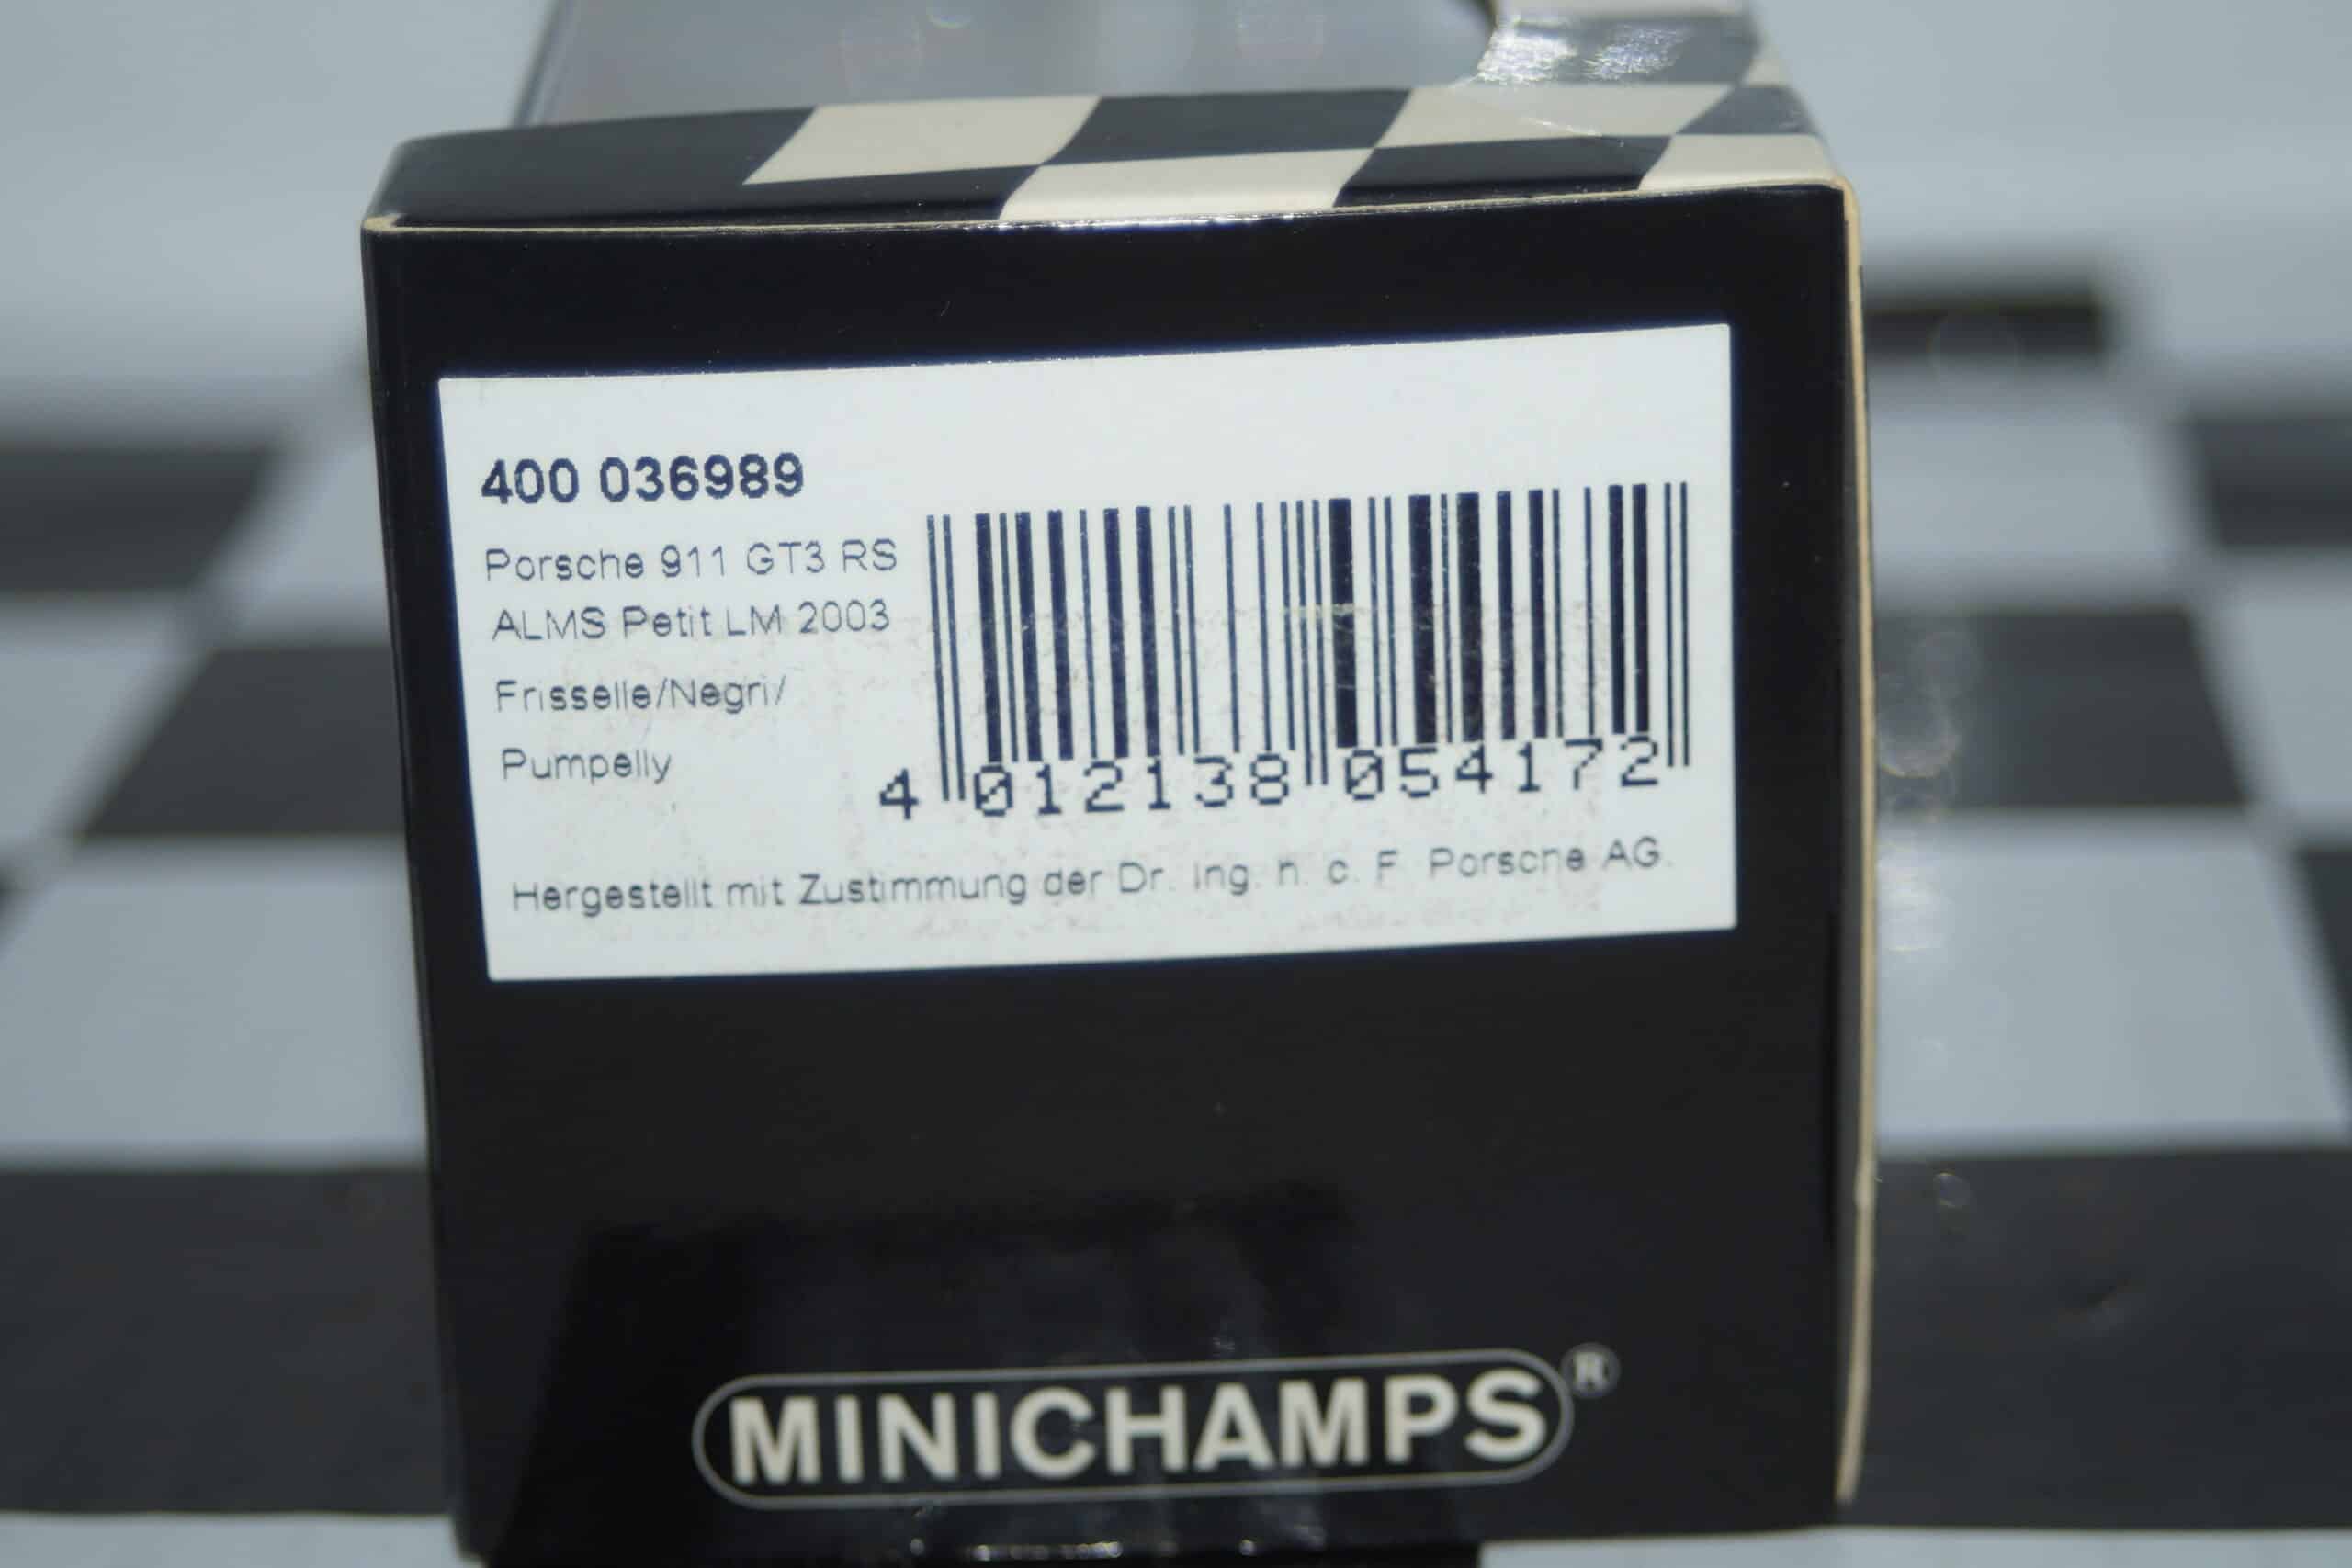 400 036989
Porsche 911 GT3 RS
ALMS Petit LM 2003
Frisselle/Negri/
Pumpelly
4 012138 054172
Hergestellt mit Zustimmung der Dr. Ing. h. c. F. Porsche AG.
MINICHAMPS®